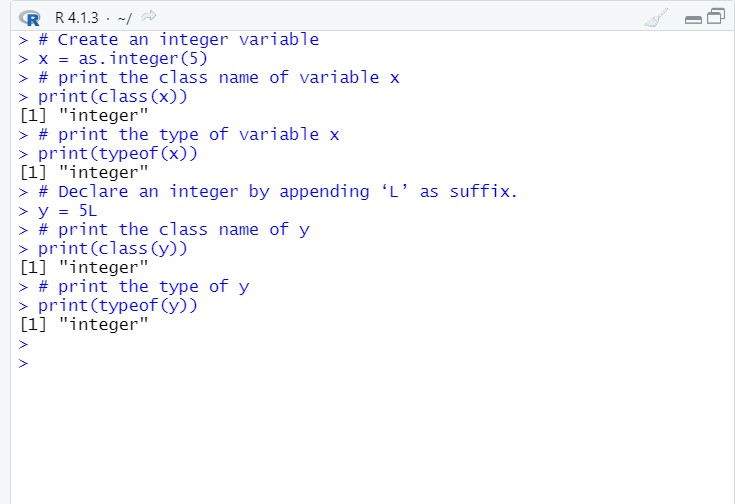 R R 4.1.3 · ~/
> # Create an integer variable
> x = as.integer(5)
> # print the class name of variable x
> print(class(x))
[1] "integer"
> # print the type of variable x
> print(typeof(x))
[1] "integer"
> # Declare an integer by appending ‘L’ as suffix.
> y = 5L
> # print the class name of y
> print(class(y))
[1] "integer"
> # print the type of y
> print(typeof(y))
[1] "integer"
>
>